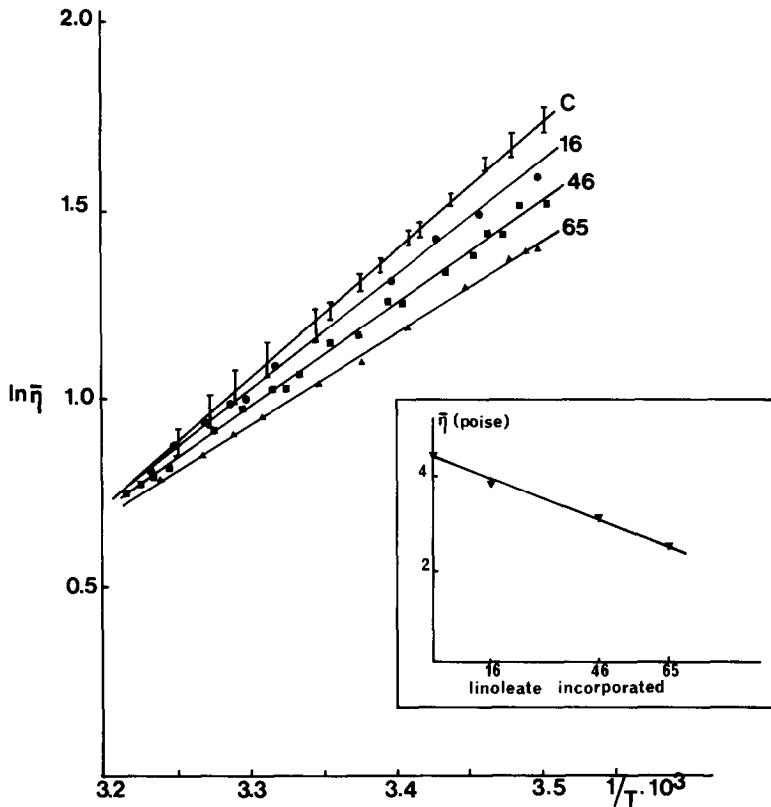 2.0
C
16
1.5
46
65
ln η̄
1.0
η̄ (poise)
4
2
0.5
16 46 65
linoleate incorporated
3.2 3.3 3.4 3.5 1/T · 10³